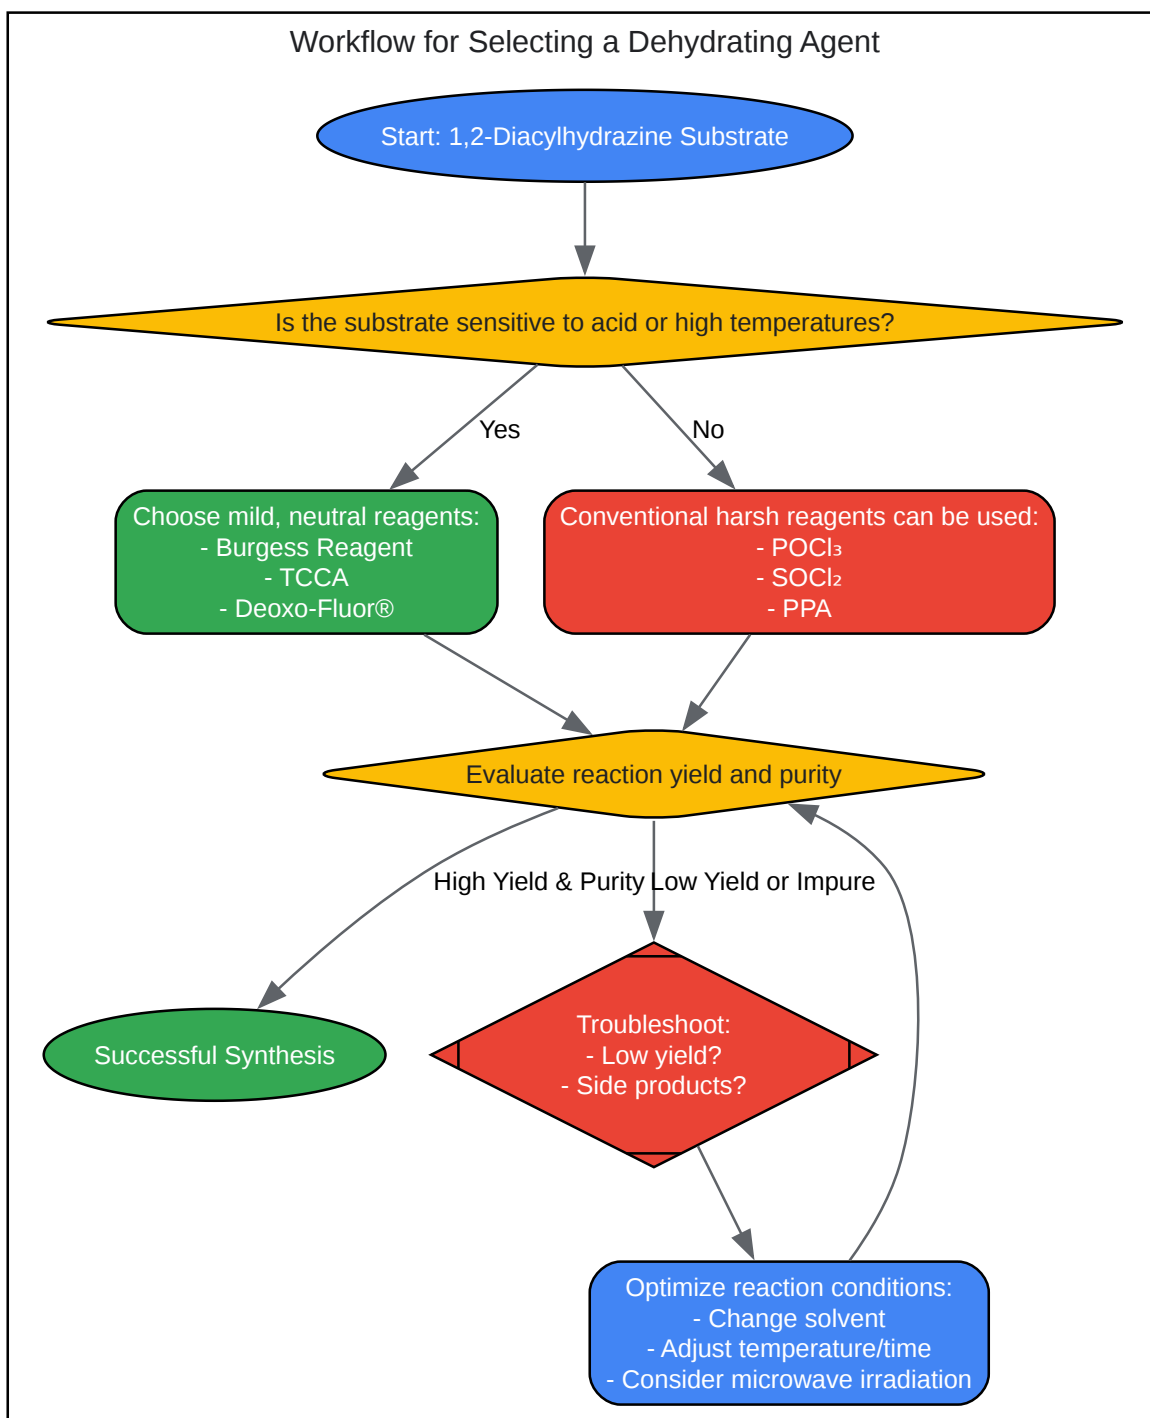 Workflow for Selecting a Dehydrating Agent
Start: 1,2-Diacylhydrazine Substrate
Is the substrate sensitive to acid or high temperatures?
Yes
No
Choose mild, neutral reagents:
- Burgess Reagent
- TCCA
- Deoxo-Fluor®
Conventional harsh reagents can be used:
- POCl₃
- SOCl₂
- PPA
Evaluate reaction yield and purity
High Yield & Purity
Low Yield or Impure
Successful Synthesis
Troubleshoot:
- Low yield?
- Side products?
Optimize reaction conditions:
- Change solvent
- Adjust temperature/time
- Consider microwave irradiation